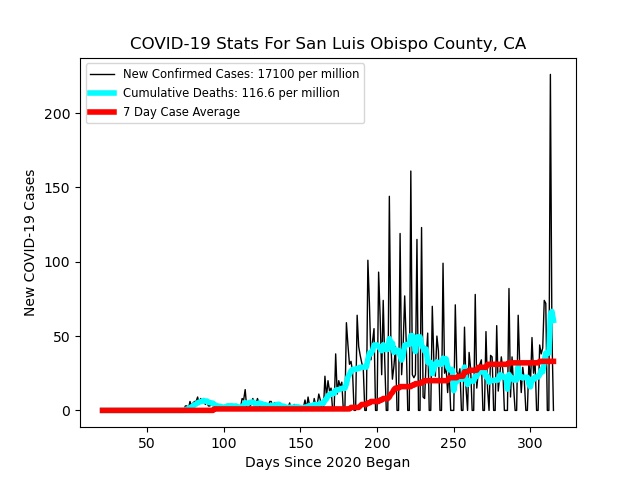 COVID-19 Stats For San Luis Obispo County, CA
New Confirmed Cases: 17100 per million
Cumulative Deaths: 116.6 per million
7 Day Case Average
New COVID-19 Cases
200
150
100
50
0
50 100 150 200 250 300
Days Since 2020 Began